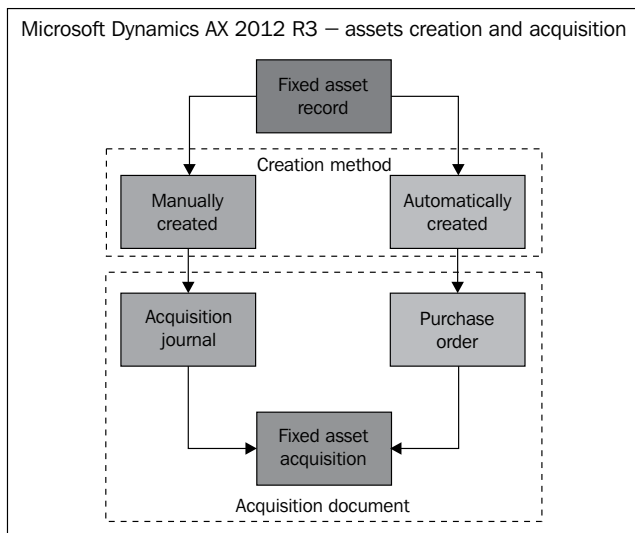 Microsoft Dynamics AX 2012 R3 – assets creation and acquisition
Fixed asset
record
Creation method
Manually
created
Automatically
created
Acquisition
journal
Purchase
order
Fixed asset
acquisition
Acquisition document